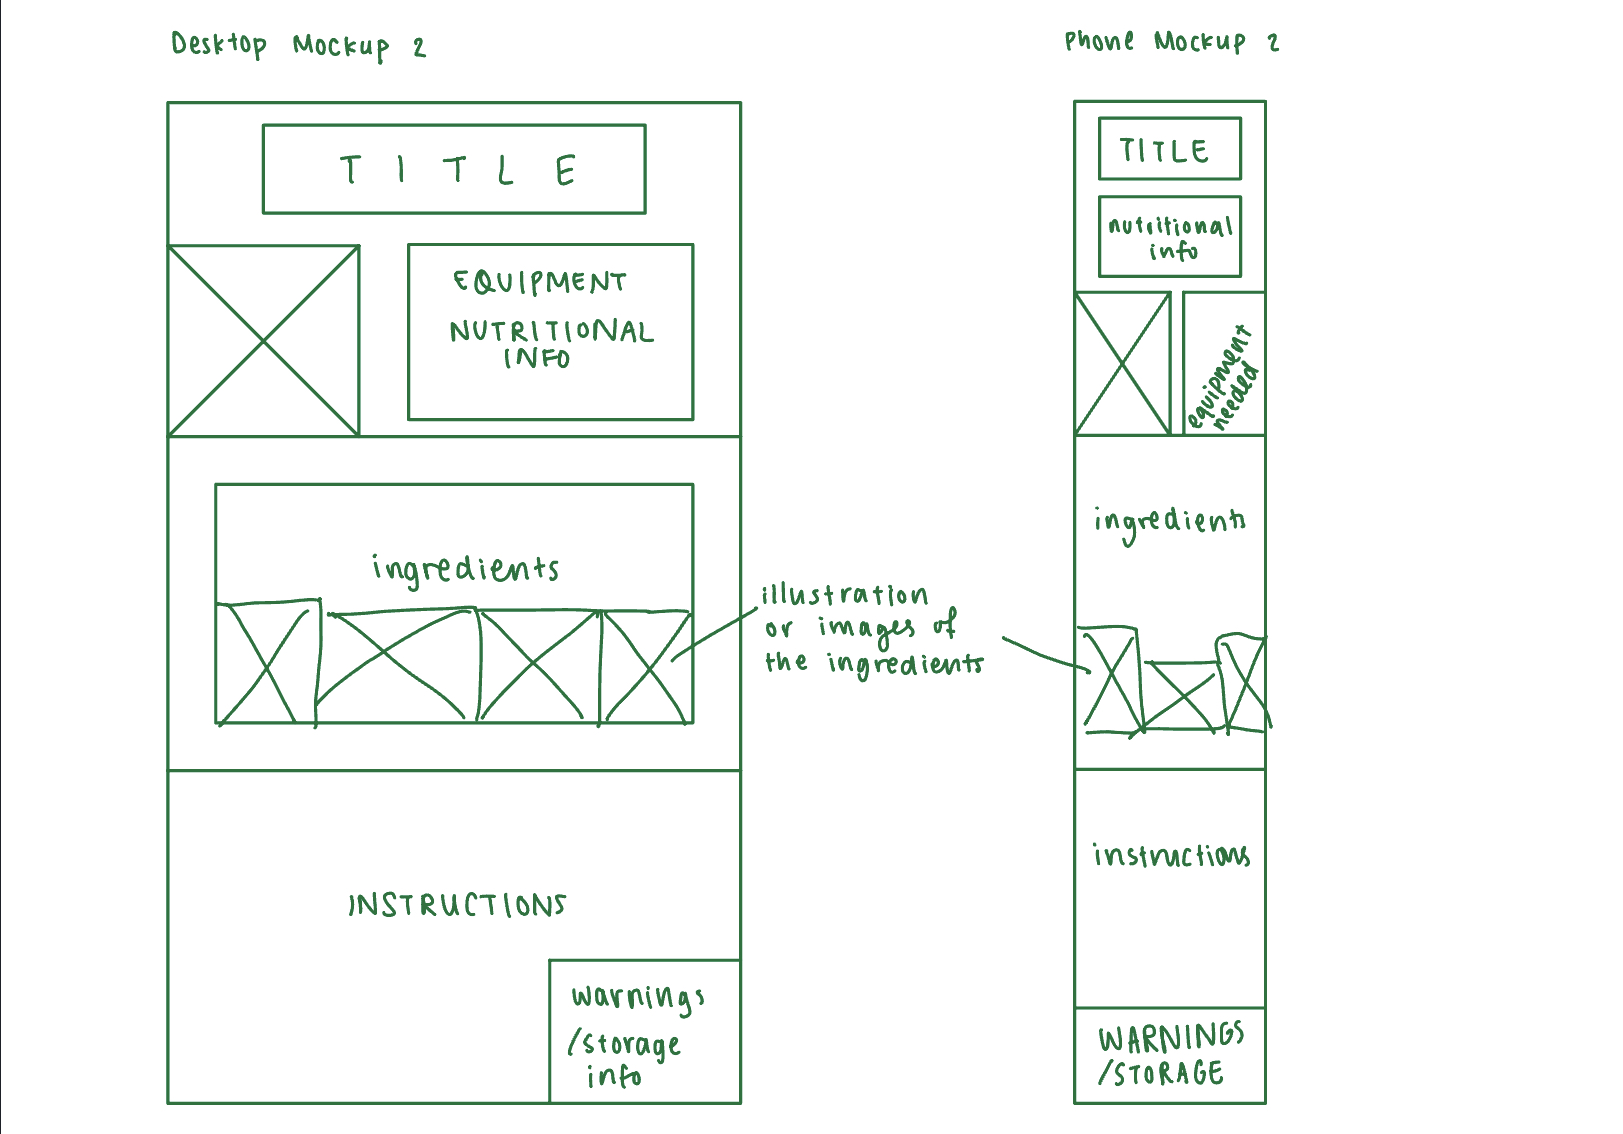 Desktop Mockup 2
TITLE
EQUIPMENT
NUTRITIONAL
INFO
ingredients
illustration
or images of
the ingredients
INSTRUCTIONS
warnings
/storage
info
Phone Mockup 2
TITLE
nutritional
info
equipment
needed
ingredients
instructions
WARNINGS
/STORAGE